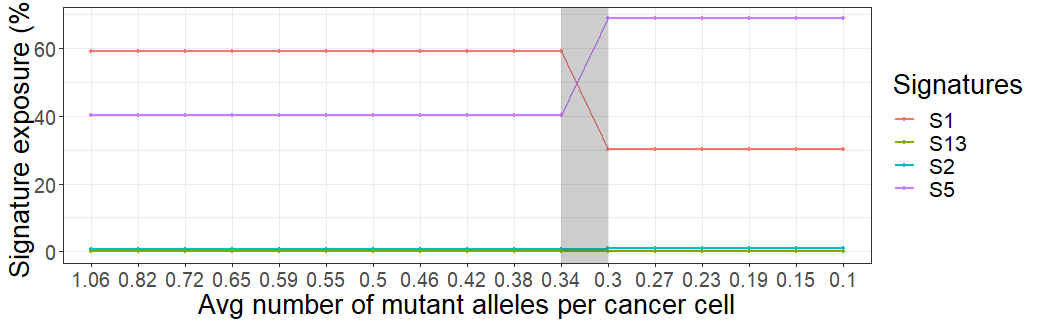 Signature exposure (%
60
40
20
0
1.06 0.82 0.72 0.65 0.59 0.55 0.5 0.46 0.42 0.38 0.34 0.3 0.27 0.23 0.19 0.15 0.1
Avg number of mutant alleles per cancer cell
Signatures
S1
S13
S2
S5